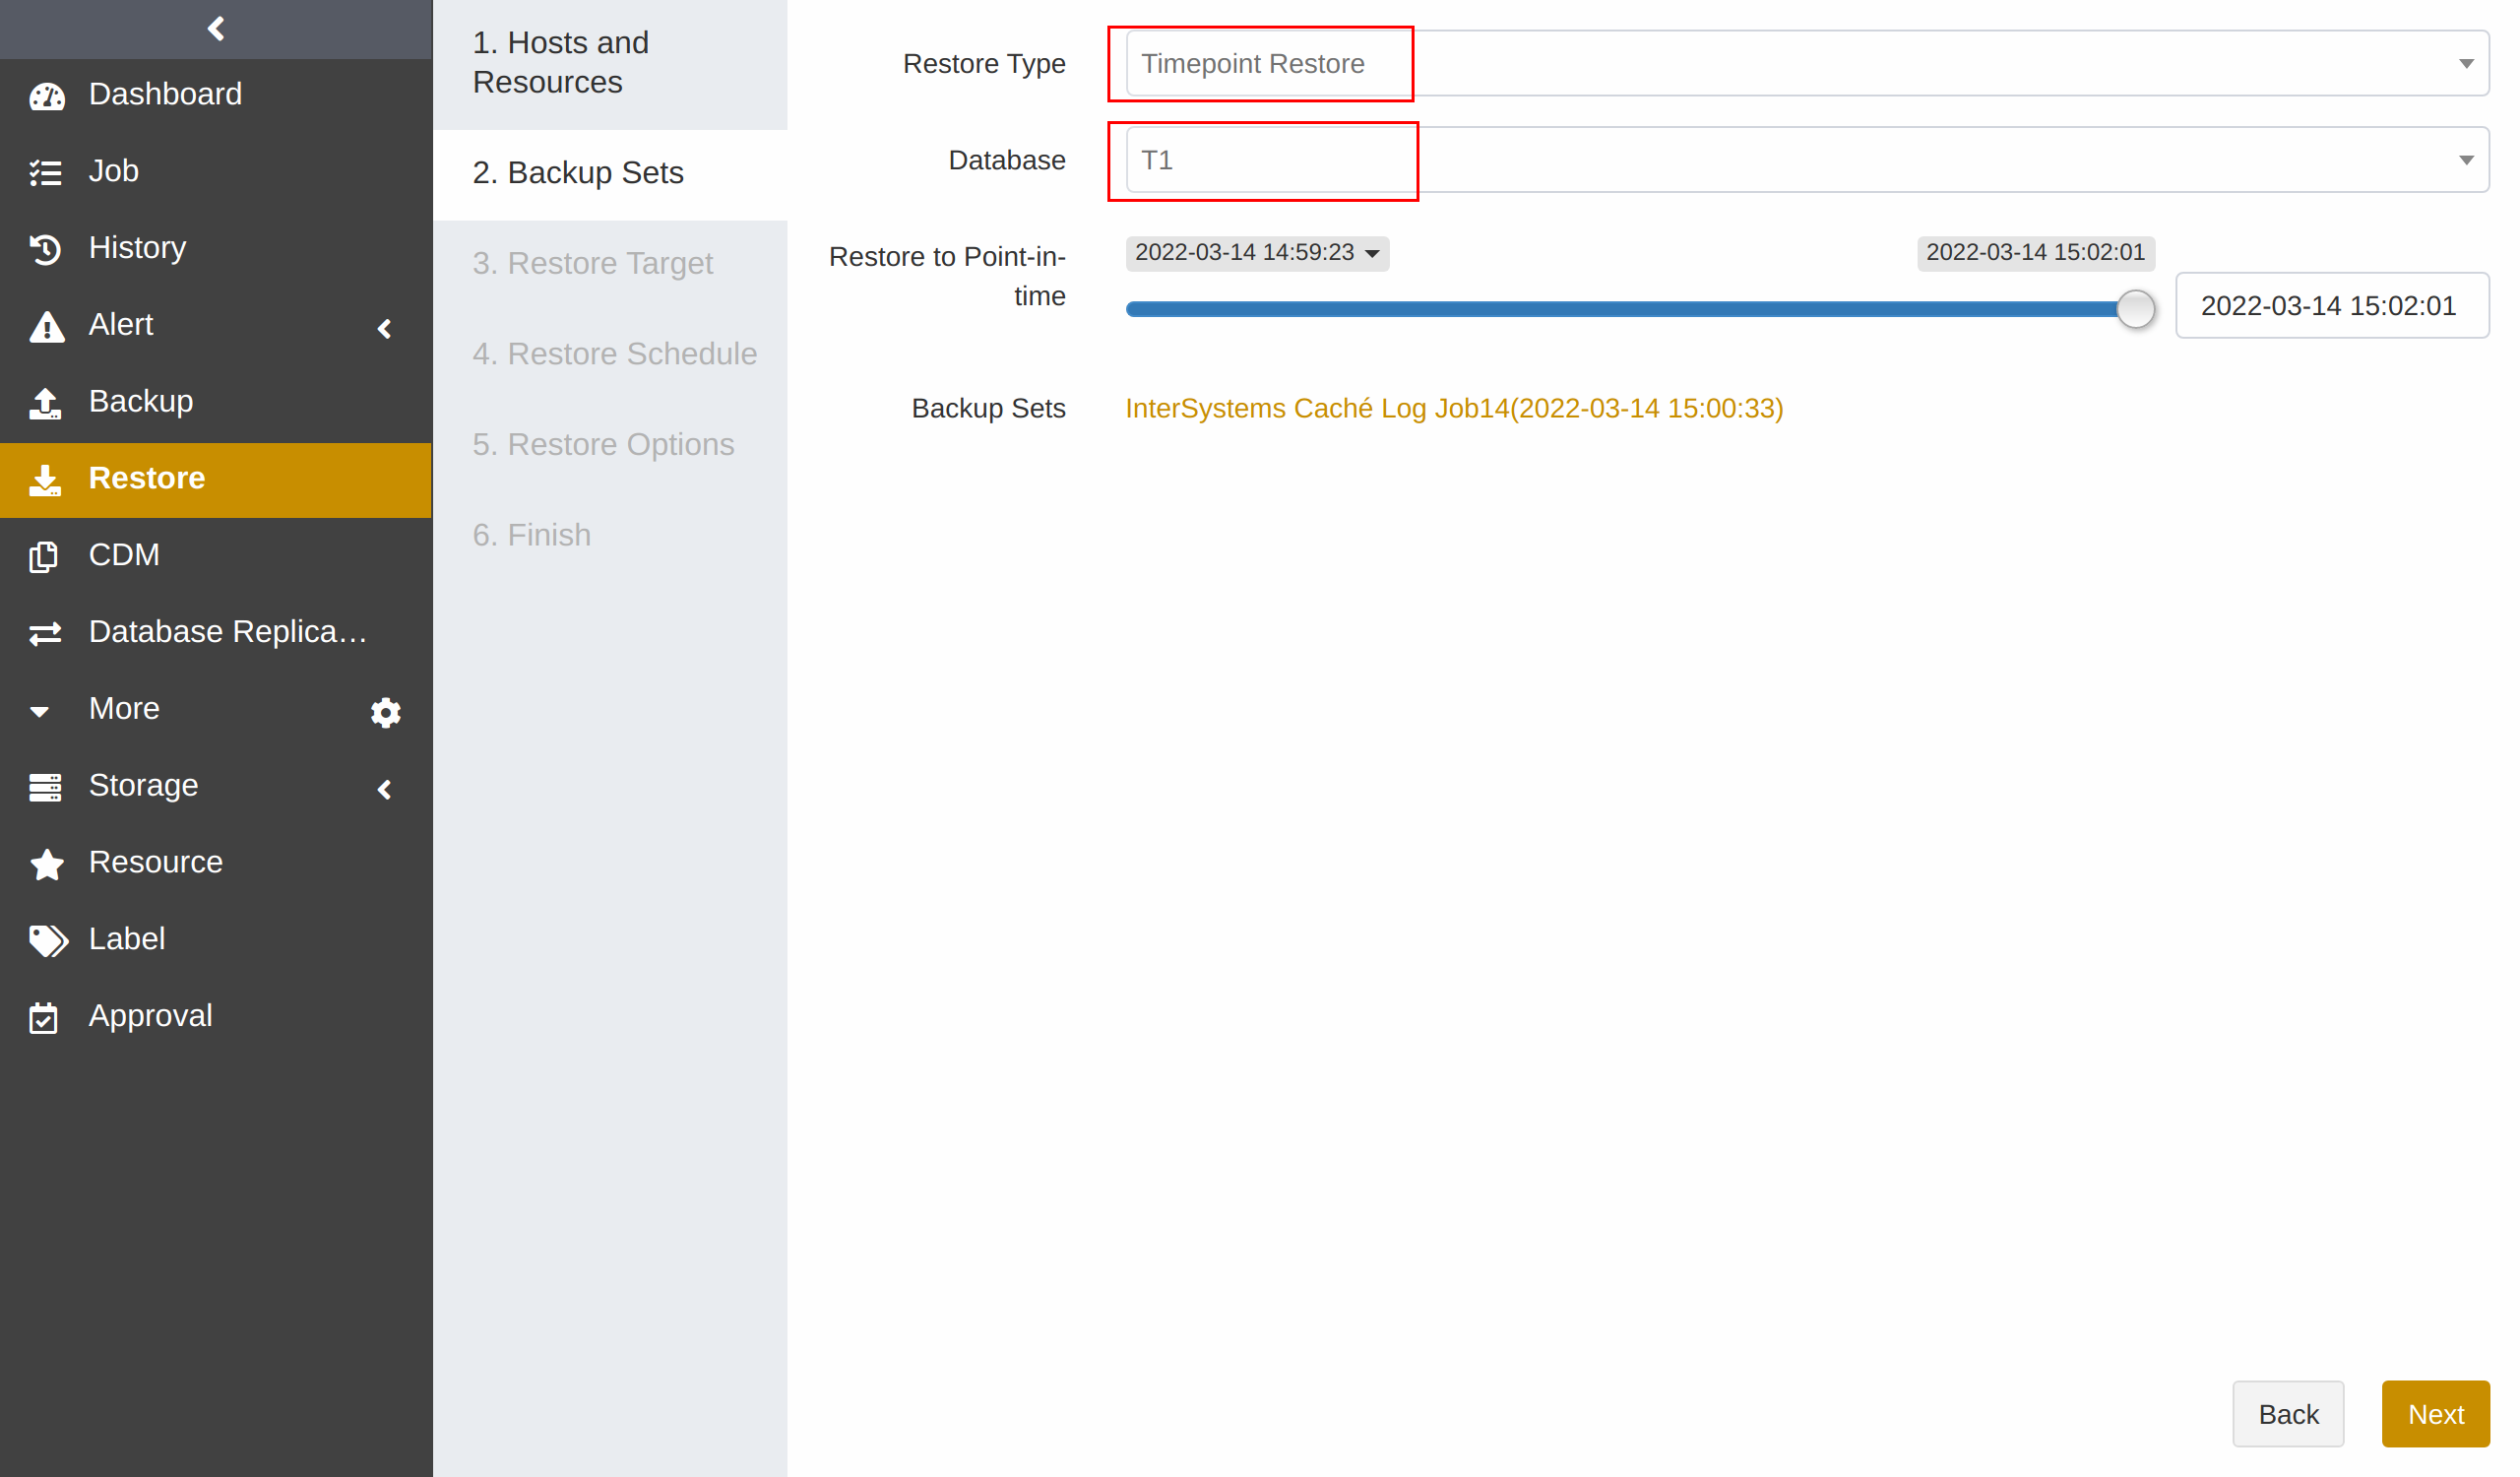 Dashboard
Job
History
Alert
Backup
Restore
CDM
Database Replica…
More
Storage
Resource
Label
Approval
1. Hosts and
Resources
2. Backup Sets
3. Restore Target
4. Restore Schedule
5. Restore Options
6. Finish
Restore Type
Timepoint Restore
Database
T1
Restore to Point-in-
time
2022-03-14 14:59:23
2022-03-14 15:02:01
2022-03-14 15:02:01
Backup Sets
InterSystems Caché Log Job14(2022-03-14 15:00:33)
Back
Next